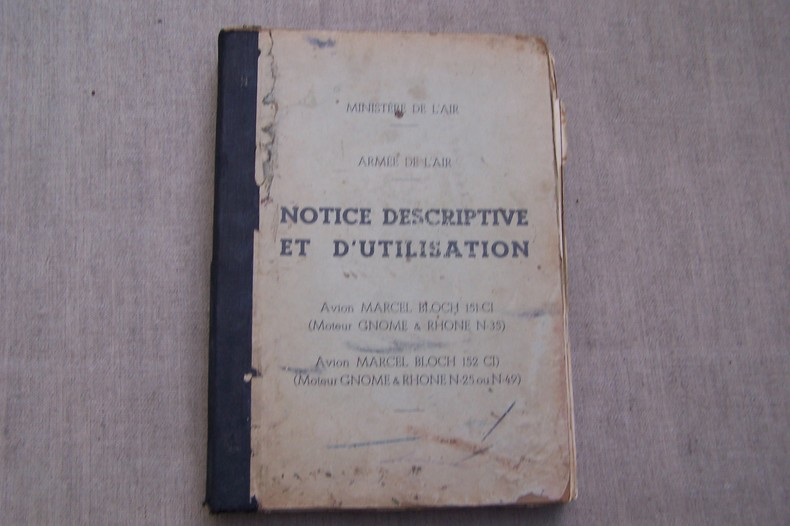 MINISTÈRE DE L'AIR
ARMÉE DE L'AIR
NOTICE DESCRIPTIVE
ET D'UTILISATION
Avion MARCEL BLOCH 151-C1
(Moteur GNOME & RHONE N-35)
Avion MARCEL BLOCH 152 C1)
(Moteur GNOME & RHONE N-25 ou N-49)